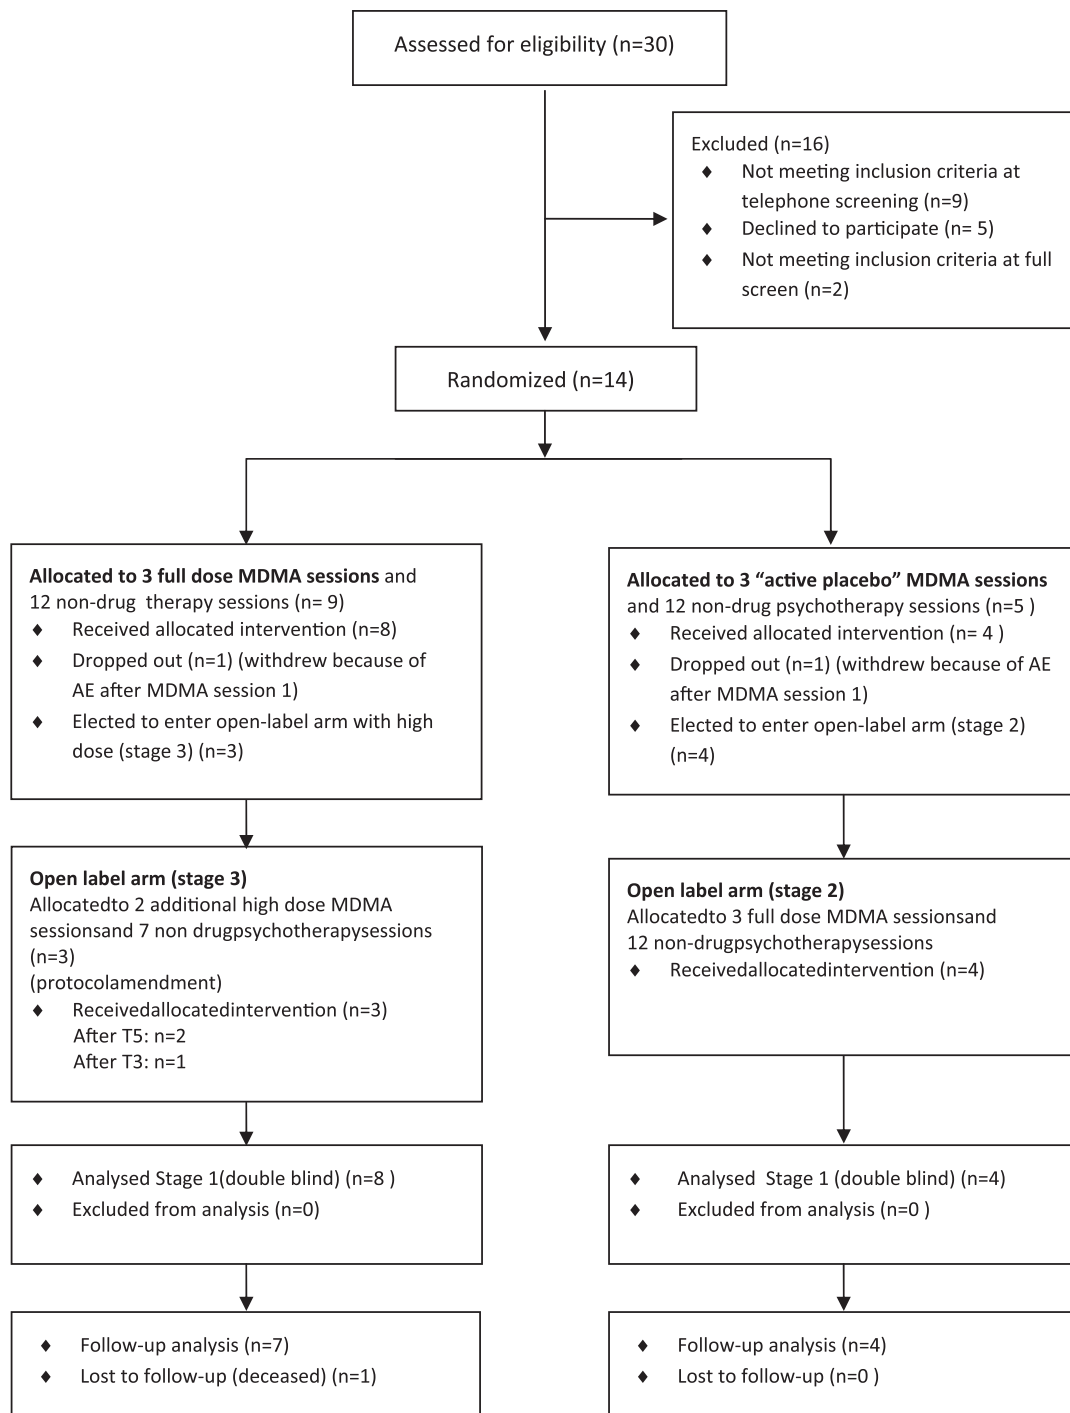 Assessed for eligibility (n=30)
Excluded (n=16)
♦ Not meeting inclusion criteria at
telephone screening (n=9)
♦ Declined to participate (n= 5)
♦ Not meeting inclusion criteria at full
screen (n=2)
Randomized (n=14)
Allocated to 3 full dose MDMA sessions and
12 non-drug therapy sessions (n= 9)
♦ Received allocated intervention (n=8)
♦ Dropped out (n=1) (withdrew because of
AE after MDMA session 1)
♦ Elected to enter open-label arm with high
dose (stage 3) (n=3)
Allocated to 3 “active placebo” MDMA sessions
and 12 non-drug psychotherapy sessions (n=5 )
♦ Received allocated intervention (n= 4 )
♦ Dropped out (n=1) (withdrew because of AE
after MDMA session 1)
♦ Elected to enter open-label arm (stage 2)
(n=4)
Open label arm (stage 3)
Allocatedto 2 additional high dose MDMA
sessionsand 7 non drugpsychotherapysessions
(n=3)
(protocolamendment)
♦ Receivedallocatedintervention (n=3)
After T5: n=2
After T3: n=1
Open label arm (stage 2)
Allocatedto 3 full dose MDMA sessionsand
12 non-drugpsychotherapysessions
♦ Receivedallocatedintervention (n=4)
♦ Analysed Stage 1(double blind) (n=8 )
♦ Excluded from analysis (n=0)
♦ Analysed Stage 1 (double blind) (n=4)
♦ Excluded from analysis (n=0 )
♦ Follow-up analysis (n=7)
♦ Lost to follow-up (deceased) (n=1)
♦ Follow-up analysis (n=4)
♦ Lost to follow-up (n=0 )